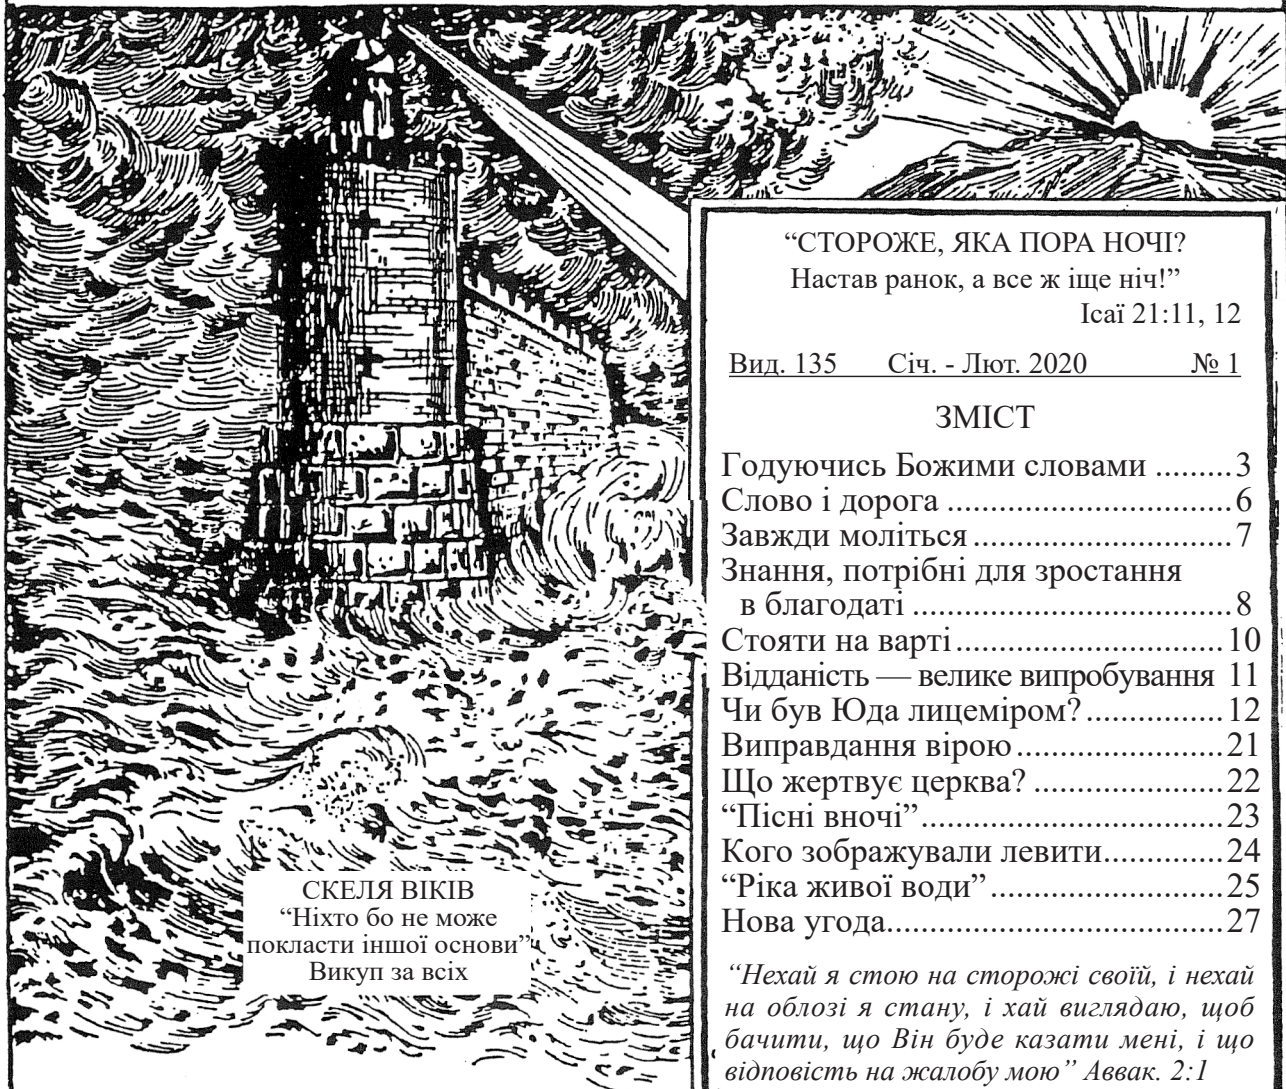 “СТОРОЖЕ, ЯКА ПОРА НОЧІ?
Настав ранок, а все ж іще ніч!”
Ісаї 21:11, 12
Вид. 135 Січ. - Лют. 2020 № 1
ЗМІСТ
Годуючись Божими словами .........3
Слово і дорога ................................6
Завжди моліться.............................7
Знання, потрібні для зростання
в благодаті ....................................8
Стояти на варті..............................10
Відданість — велике випробування 11
Чи був Юда лицеміром?...............12
Виправдання вірою.......................21
Що жертвує церква? .....................22
“Пісні вночі”..................................23
Кого зображували левити.............24
“Ріка живої води”..........................25
Нова угода......................................27
“Нехай я стою на сторожі своїй, і нехай
на облозі я стану, і хай виглядаю, щоб
бачити, що Він буде казати мені, і що
відповість на жалобу мою” Аввак. 2:1
СКЕЛЯ ВІКІВ
“Ніхто бо не може
покласти іншої основи”
Викуп за всіх